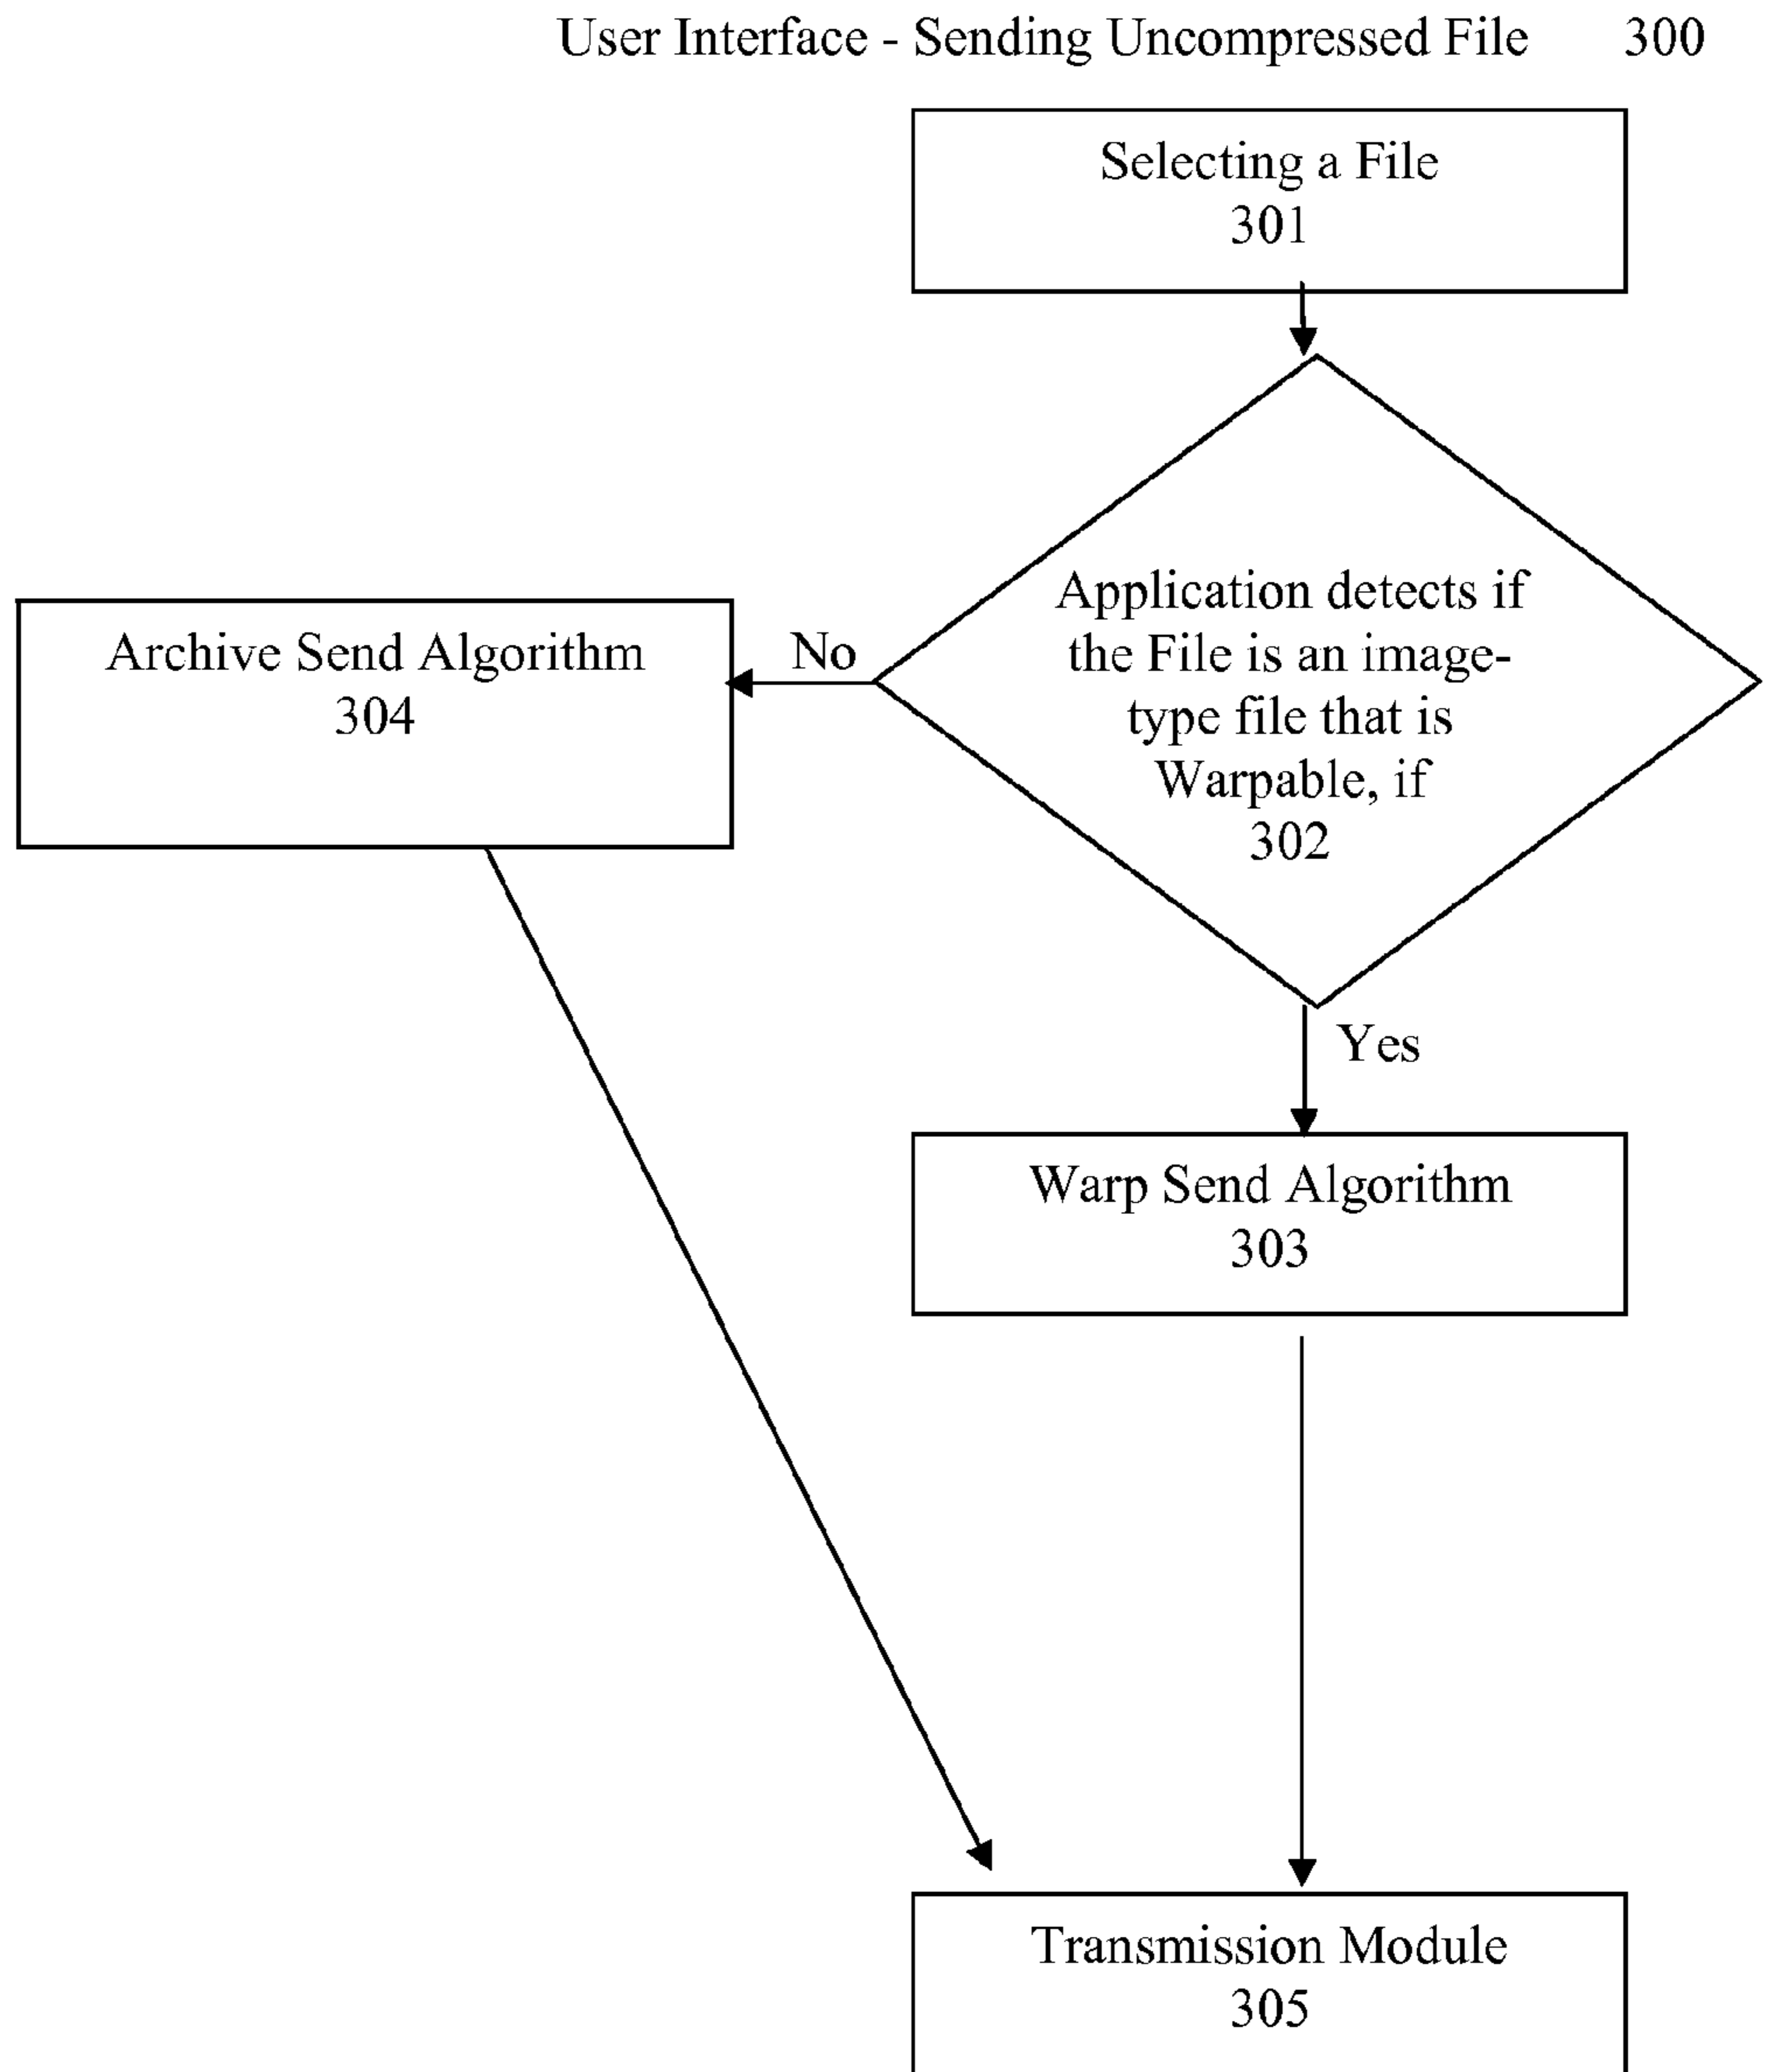 User Interface - Sending Uncompressed File 300
Selecting a File
301
Application detects if
the File is an image-
type file that is
Warpable, if
302
No
Archive Send Algorithm
304
Yes
Warp Send Algorithm
303
Transmission Module
305